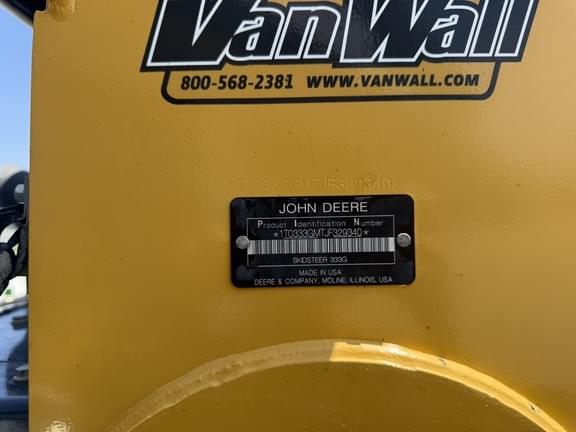 VanWall
800-568-2381 WWW.VANWALL.COM
1T0333GMTJF329340
JOHN DEERE
Product Identification Number
*1T0333GMTJF329340*
SKIDSTEER 333G
MADE IN USA
DEERE & COMPANY, MOLINE, ILLINOIS, USA